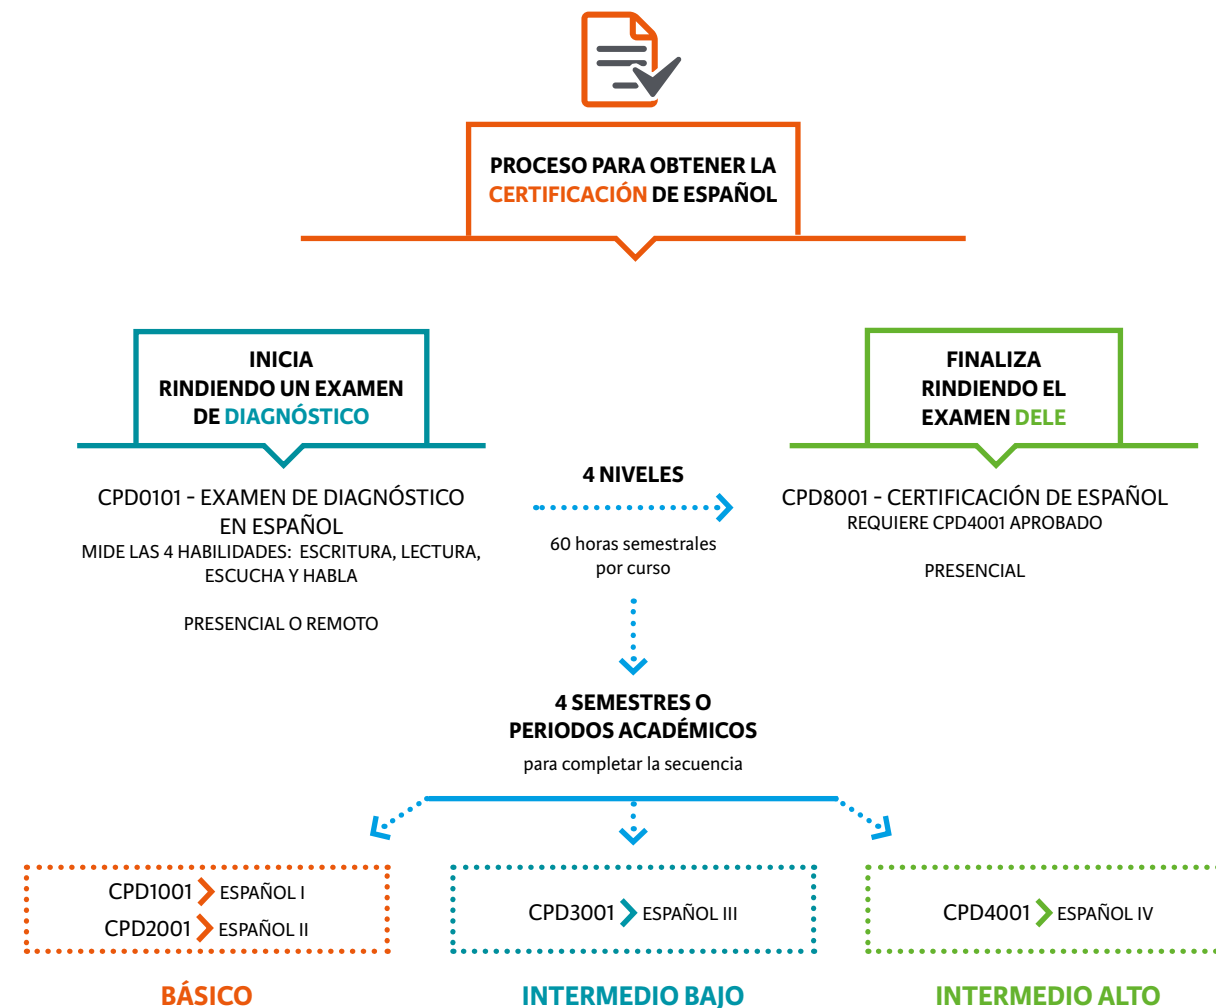 PROCESO PARA OBTENER LA
CERTIFICACIÓN DE ESPAÑOL
INICIA
RINDIENDO UN EXAMEN
DE DIAGNÓSTICO
CPD0101 - EXAMEN DE DIAGNÓSTICO
EN ESPAÑOL
MIDE LAS 4 HABILIDADES: ESCRITURA, LECTURA,
ESCUCHA Y HABLA
PRESENCIAL O REMOTO
4 NIVELES
60 horas semestrales
por curso
FINALIZA
RINDIENDO EL
EXAMEN DELE
CPD8001 - CERTIFICACIÓN DE ESPAÑOL
REQUIERE CPD4001 APROBADO
PRESENCIAL
4 SEMESTRES O
PERIODOS ACADÉMICOS
para completar la secuencia
CPD1001 ESPAÑOL I
CPD2001 ESPAÑOL II
BÁSICO
CPD3001 ESPAÑOL III
INTERMEDIO BAJO
CPD4001 ESPAÑOL IV
INTERMEDIO ALTO